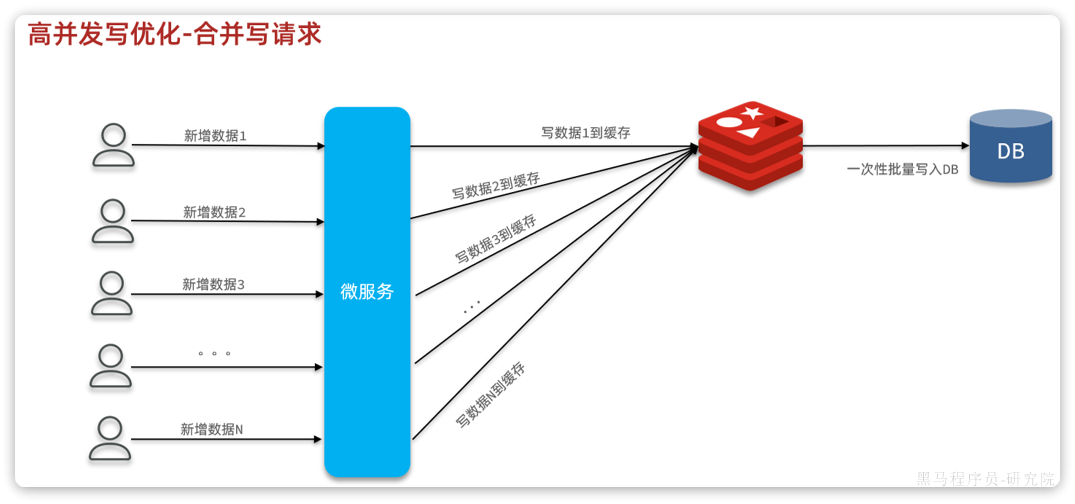 高并发写优化-合并写请求
新增数据1
写数据1到缓存
新增数据2
写数据2到缓存
新增数据3
写数据3到缓存
。。。
...
新增数据N
写数据N到缓存
微服务
一次性批量写入DB
DB
黑马程序员-研究院